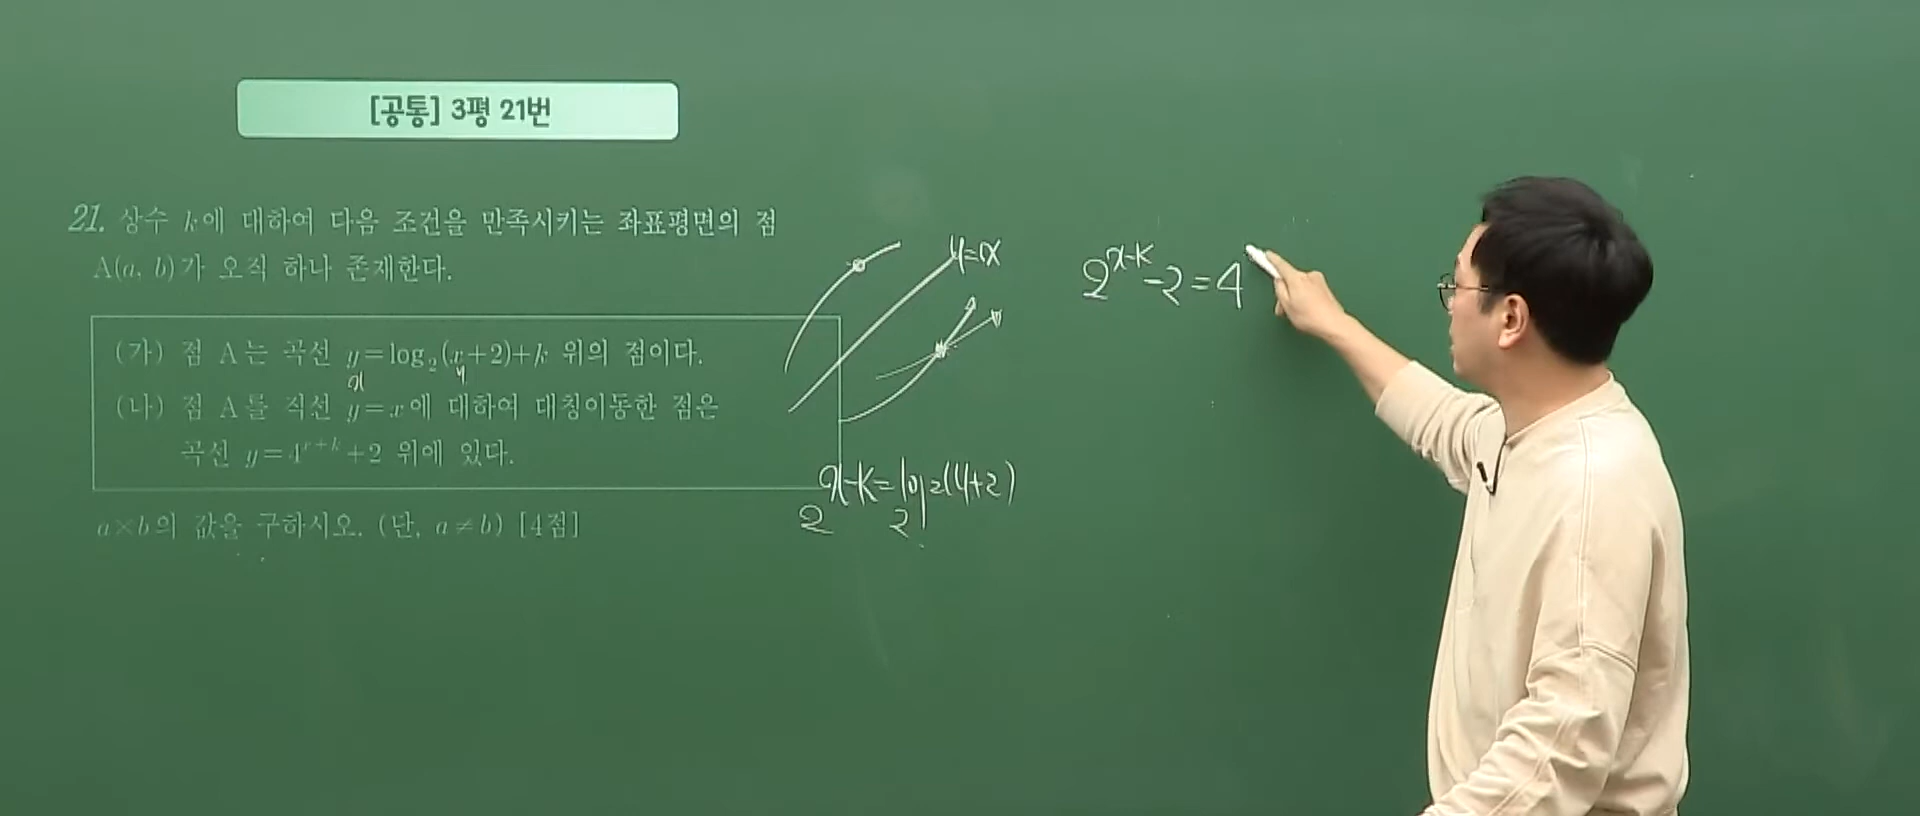 [공통] 3평 21번
21. 상수 k에 대하여 다음 조건을 만족시키는 좌표평면의 점
A(a, b)가 오직 하나 존재한다.
(가) 점 A는 곡선 y=log₂(x+2)+k 위의 점이다.
x y
(나) 점 A를 직선 y=x에 대하여 대칭이동한 점은
곡선 y=4^{x+k}+2 위에 있다.
a×b의 값을 구하시오. (단, a≠b) [4점]
y=x
x-k=log₂(y+2)
2 2
2^{x-k}-2=4